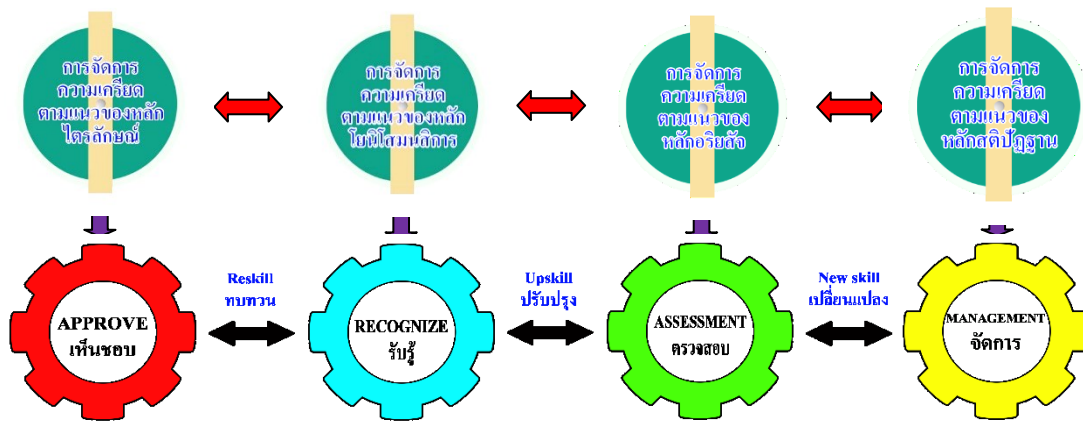 การจัดการ
ความเครียด
ตามแนวของหลัก
ไตรลักษณ์
การจัดการ
ความเครียด
ตามแนวของหลัก
โยนิโสมนสิการ
การจัดการ
ความเครียด
ตามแนวของ
หลักอริยสัจ
การจัดการ
ความเครียด
ตามแนวของ
หลักสติปัฏฐาน
APPROVE
เห็นชอบ
Reskill
ทบทวน
RECOGNIZE
รับรู้
Upskill
ปรับปรุง
ASSESSMENT
ตรวจสอบ
New skill
เปลี่ยนแปลง
MANAGEMENT
จัดการ